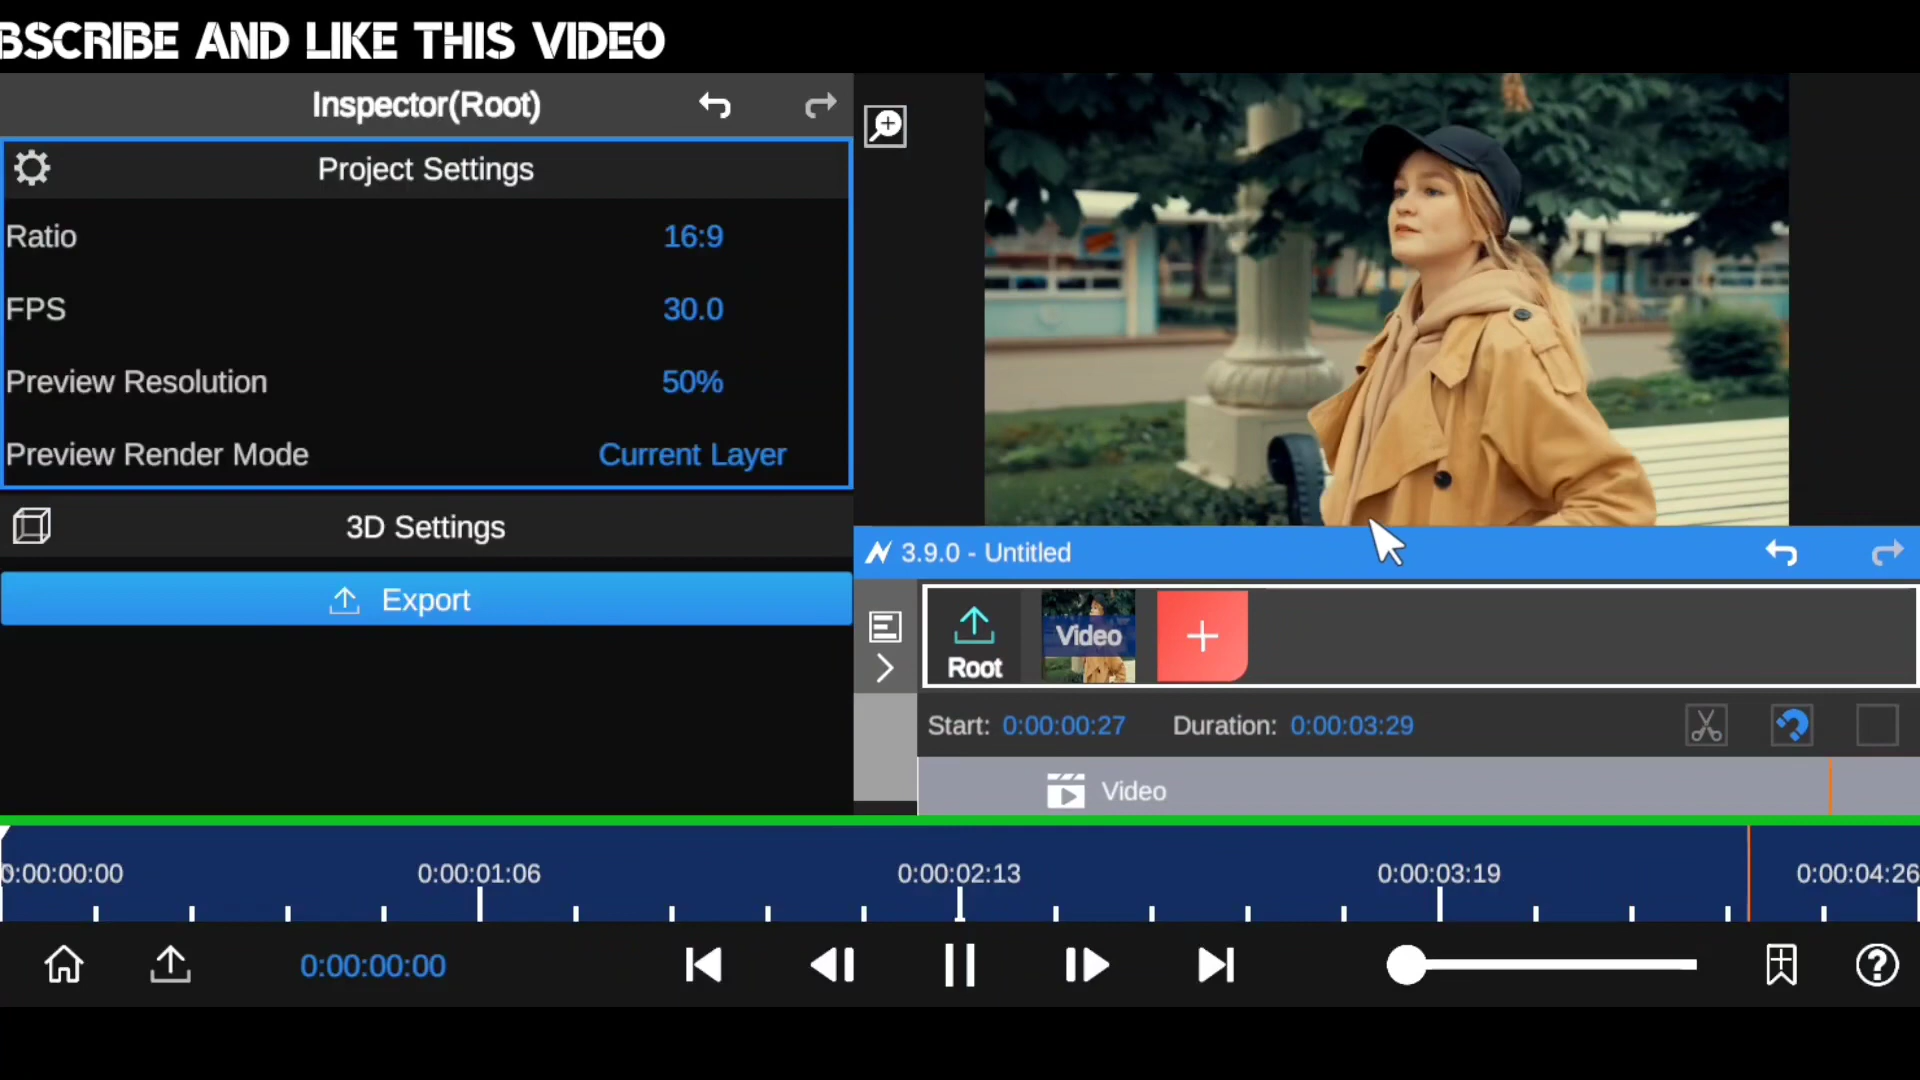 BSCRIBE AND LIKE THIS VIDEO
Inspector(Root)
Project Settings
Ratio 16:9
FPS 30.0
Preview Resolution 50%
Preview Render Mode Current Layer
3D Settings
Export
3.9.0 - Untitled
Root
Video
Start: 0:00:00:27 Duration: 0:00:03:29
Video
0:00:00:00 0:00:01:06 0:00:02:13 0:00:03:19 0:00:04:26
0:00:00:00